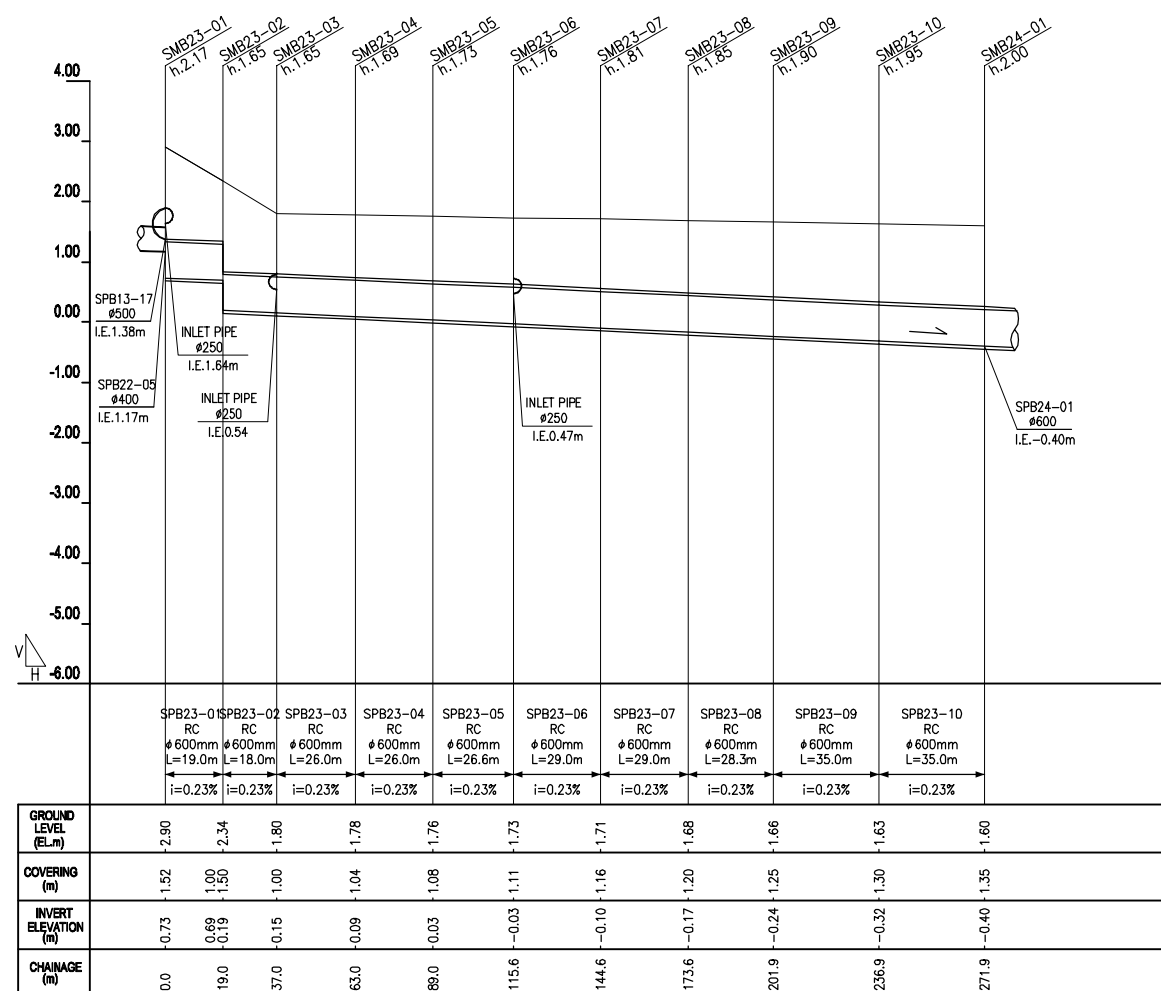 SMB23-01
h.2.17
SMB23-02
h.1.65
SMB23-03
h.1.65
SMB23-04
h.1.69
SMB23-05
h.1.73
SMB23-06
h.1.76
SMB23-07
h.1.81
SMB23-08
h.1.85
SMB23-09
h.1.90
SMB23-10
h.1.95
SMB24-01
h.2.00
4.00
3.00
2.00
1.00
0.00
-1.00
-2.00
-3.00
-4.00
-5.00
-6.00
V
H
SPB13-17
ø500
I.E.1.38m
INLET PIPE
ø250
I.E.1.64m
SPB22-05
ø400
I.E.1.17m
INLET PIPE
ø250
I.E.0.54
INLET PIPE
ø250
I.E.0.47m
SPB24-01
ø600
I.E.-0.40m
SPB23-01
RC
ø600mm
L=19.0m
i=0.23%
SPB23-02
RC
ø600mm
L=18.0m
i=0.23%
SPB23-03
RC
ø600mm
L=26.0m
i=0.23%
SPB23-04
RC
ø600mm
L=26.0m
i=0.23%
SPB23-05
RC
ø600mm
L=26.6m
i=0.23%
SPB23-06
RC
ø600mm
L=29.0m
i=0.23%
SPB23-07
RC
ø600mm
L=29.0m
i=0.23%
SPB23-08
RC
ø600mm
L=28.3m
i=0.23%
SPB23-09
RC
ø600mm
L=35.0m
i=0.23%
SPB23-10
RC
ø600mm
L=35.0m
i=0.23%
GROUND
LEVEL
(EL.m)
2.90 2.34 1.80 1.78 1.76 1.73 1.71 1.68 1.66 1.63 1.60
COVERING
(m)
1.52 1.00 1.50 1.00 1.04 1.08 1.11 1.16 1.20 1.25 1.30 1.35
INVERT
ELEVATION
(m)
0.73 0.69 0.19 0.15 0.09 0.03 -0.03 -0.10 -0.17 -0.24 -0.32 -0.40
CHAINAGE
(m)
0.0 19.0 37.0 63.0 89.0 115.6 144.6 173.6 201.9 236.9 271.9